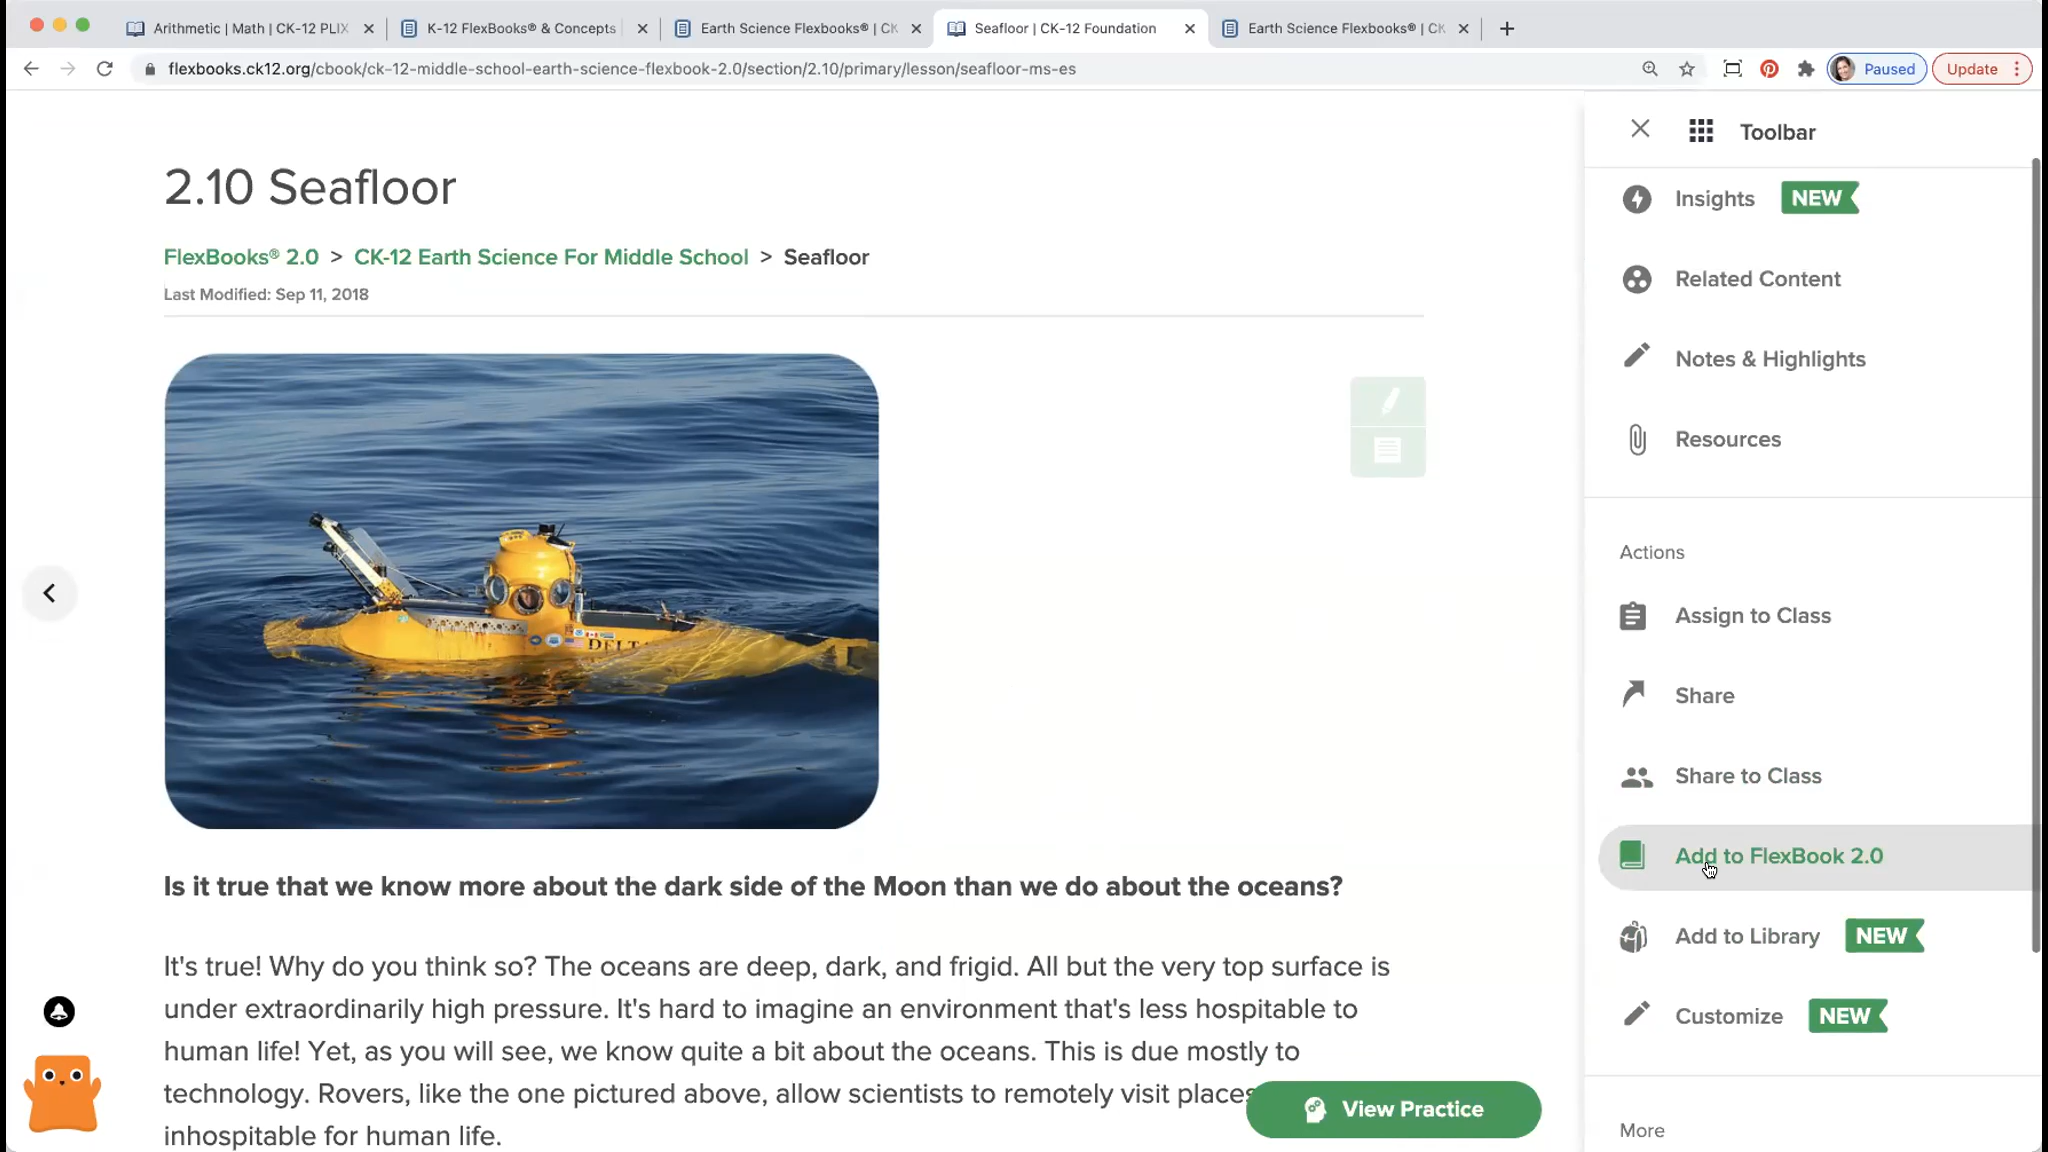 Arithmetic | Math | CK-12 PLIX
K-12 FlexBooks® & Concepts
Earth Science Flexbooks® | CK
Seafloor | CK-12 Foundation
Earth Science Flexbooks® | CK
flexbooks.ck12.org/cbook/ck-12-middle-school-earth-science-flexbook-2.0/section/2.10/primary/lesson/seafloor-ms-es
Paused
Update
2.10 Seafloor
FlexBooks® 2.0 > CK-12 Earth Science For Middle School > Seafloor
Last Modified: Sep 11, 2018
DELT
Is it true that we know more about the dark side of the Moon than we do about the oceans?
It's true! Why do you think so? The oceans are deep, dark, and frigid. All but the very top surface is
under extraordinarily high pressure. It's hard to imagine an environment that's less hospitable to
human life! Yet, as you will see, we know quite a bit about the oceans. This is due mostly to
technology. Rovers, like the one pictured above, allow scientists to remotely visit places
inhospitable for human life.
View Practice
Toolbar
Insights NEW
Related Content
Notes & Highlights
Resources
Actions
Assign to Class
Share
Share to Class
Add to FlexBook 2.0
Add to Library NEW
Customize NEW
More